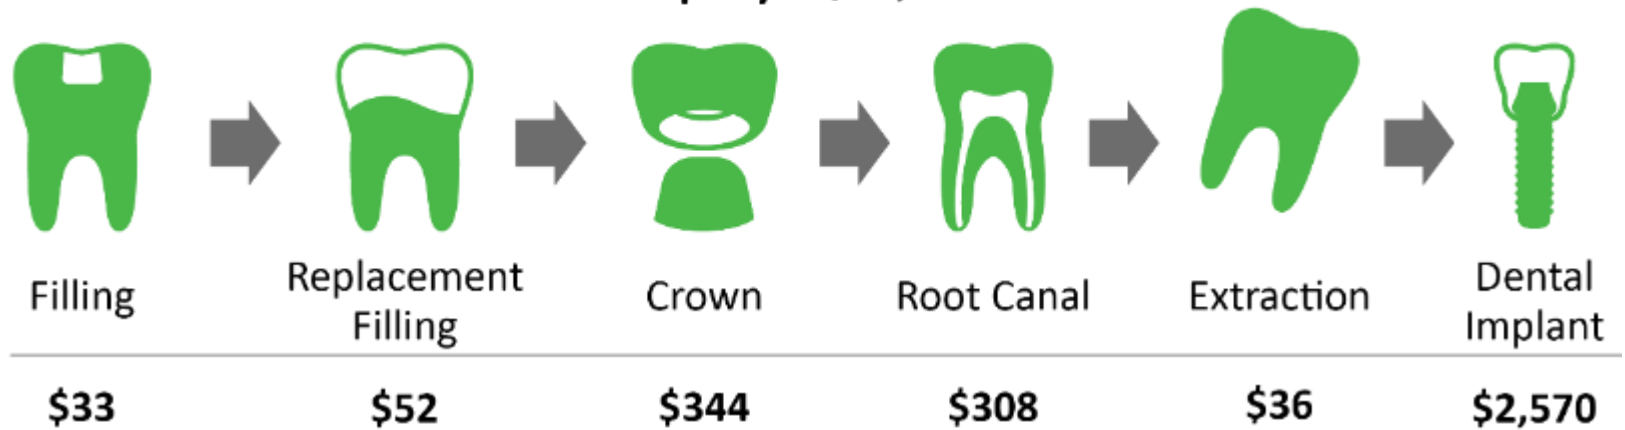 Filling
Replacement
Filling
Crown
Root Canal
Extraction
Dental
Implant
$33
$52
$344
$308
$36
$2,570